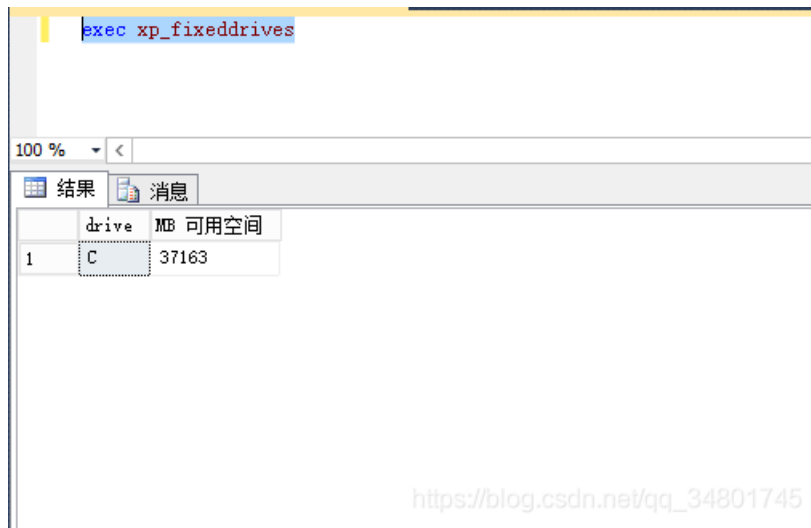 exec xp_fixeddrives
100 %
结果 消息
drive MB 可用空间
1 C 37163
https://blog.csdn.net/qq_34801745